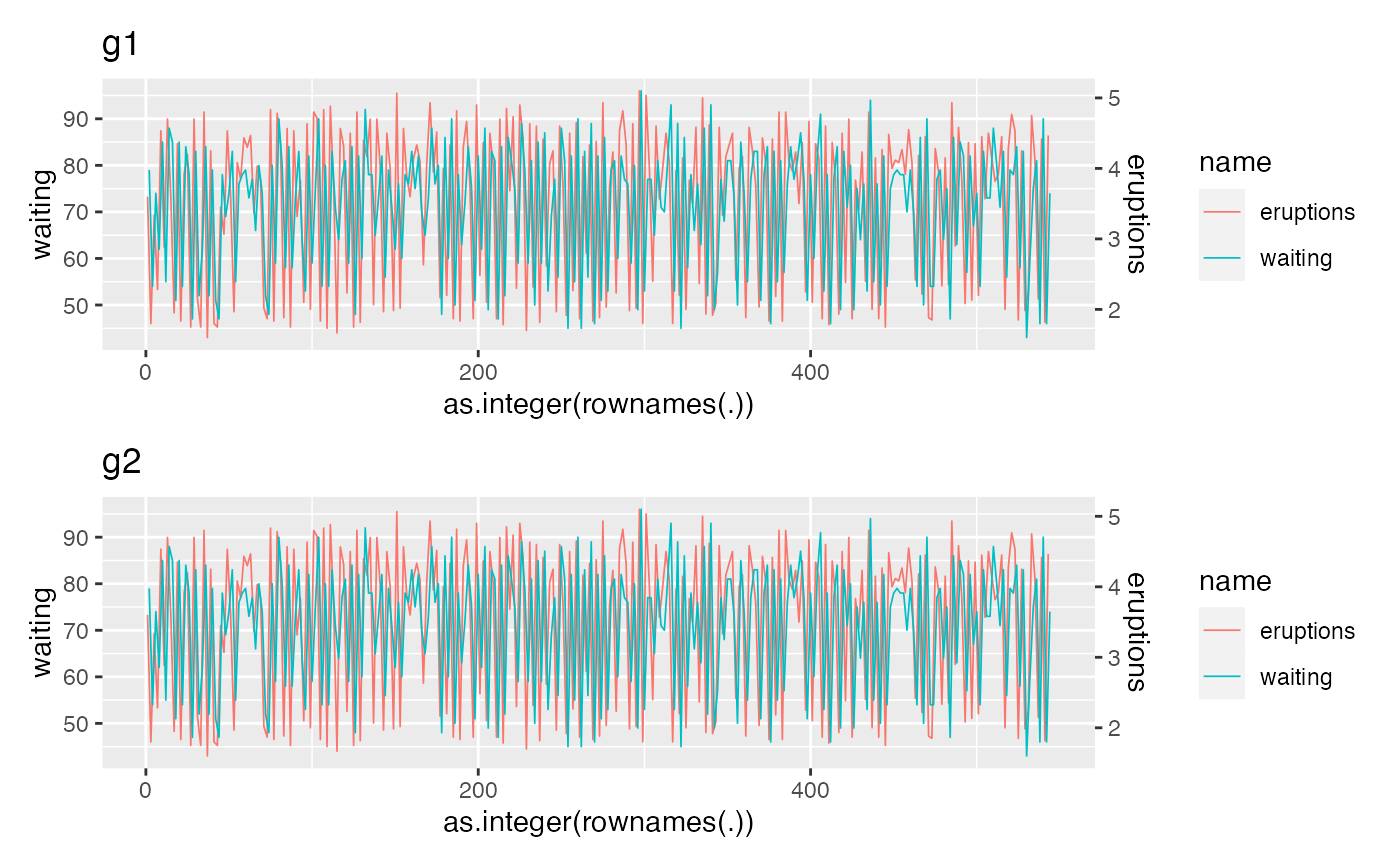 g1
90
80
70
60
50
waiting
5
4
3
2
eruptions
0 200 400
as.integer(rownames(.))
name
eruptions
waiting
g2
90
80
70
60
50
waiting
5
4
3
2
eruptions
0 200 400
as.integer(rownames(.))
name
eruptions
waiting